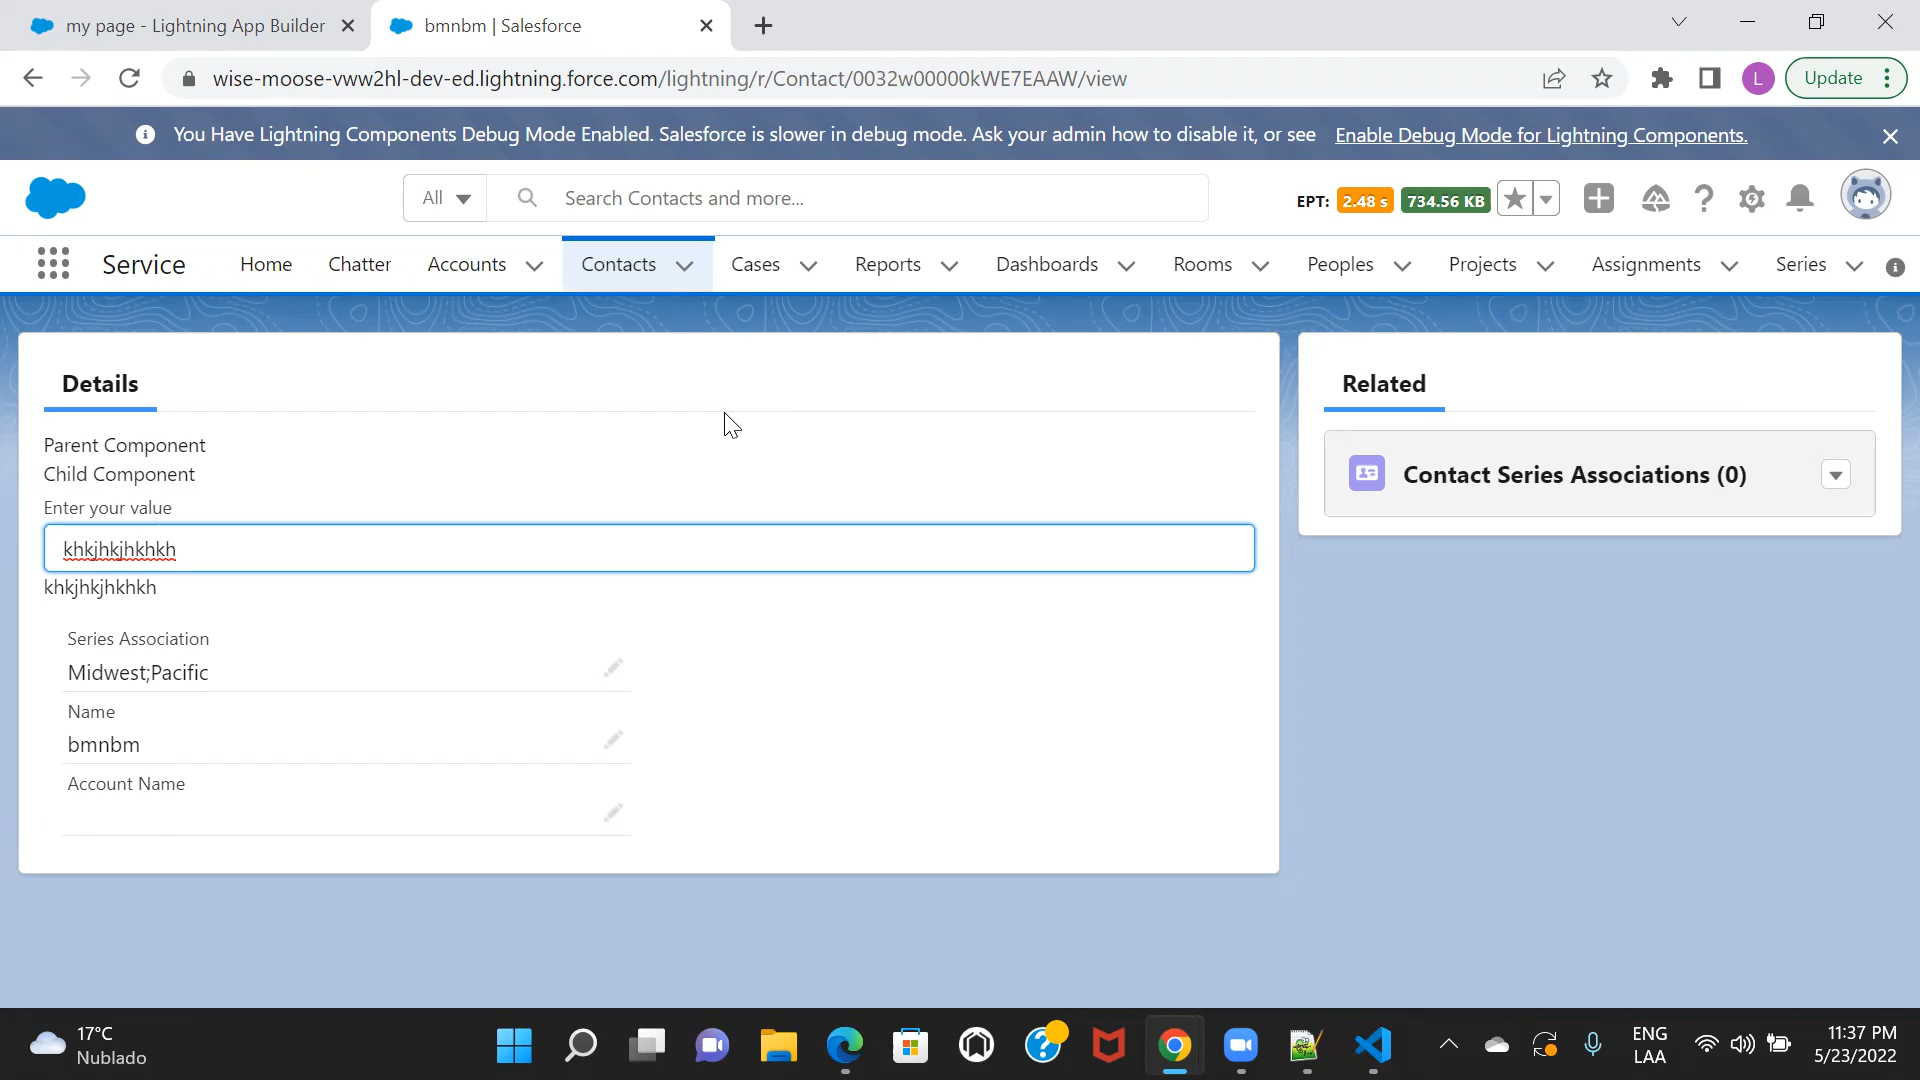 my page - Lightning App Builder
bmnbm | Salesforce
wise-moose-vww2hl-dev-ed.lightning.force.com/lightning/r/Contact/0032w00000kWE7EAAW/view
L
Update
You Have Lightning Components Debug Mode Enabled. Salesforce is slower in debug mode. Ask your admin how to disable it, or see Enable Debug Mode for Lightning Components.
All
Search Contacts and more...
EPT: 2.48 s 734.56 KB
Service Home Chatter Accounts Contacts Cases Reports Dashboards Rooms Peoples Projects Assignments Series
Details
Related
Parent Component
Child Component
Contact Series Associations (0)
Enter your value
khkjhkjhkhkh
khkjhkjhkhkh
Series Association
Midwest;Pacific
Name
bmnbm
Account Name
17°C
Nublado
ENG
LAA
11:37 PM
5/23/2022